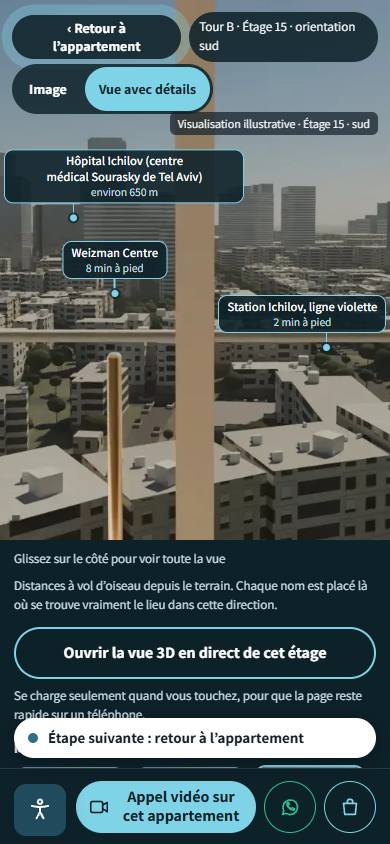 ‹ Retour à
l'appartement
Tour B · Étage 15 · orientation
sud
Image
Vue avec détails
Visualisation illustrative · Étage 15 · sud
Hôpital Ichilov (centre
médical Sourasky de Tel Aviv)
environ 650 m
Weizman Centre
8 min à pied
Station Ichilov, ligne violette
2 min à pied
Glissez sur le côté pour voir toute la vue
Distances à vol d'oiseau depuis le terrain. Chaque nom est placé là
où se trouve vraiment le lieu dans cette direction.
Ouvrir la vue 3D en direct de cet étage
Se charge seulement quand vous touchez, pour que la page reste
rapide sur un téléphone.
Étape suivante : retour à l'appartement
Appel vidéo sur
cet appartement